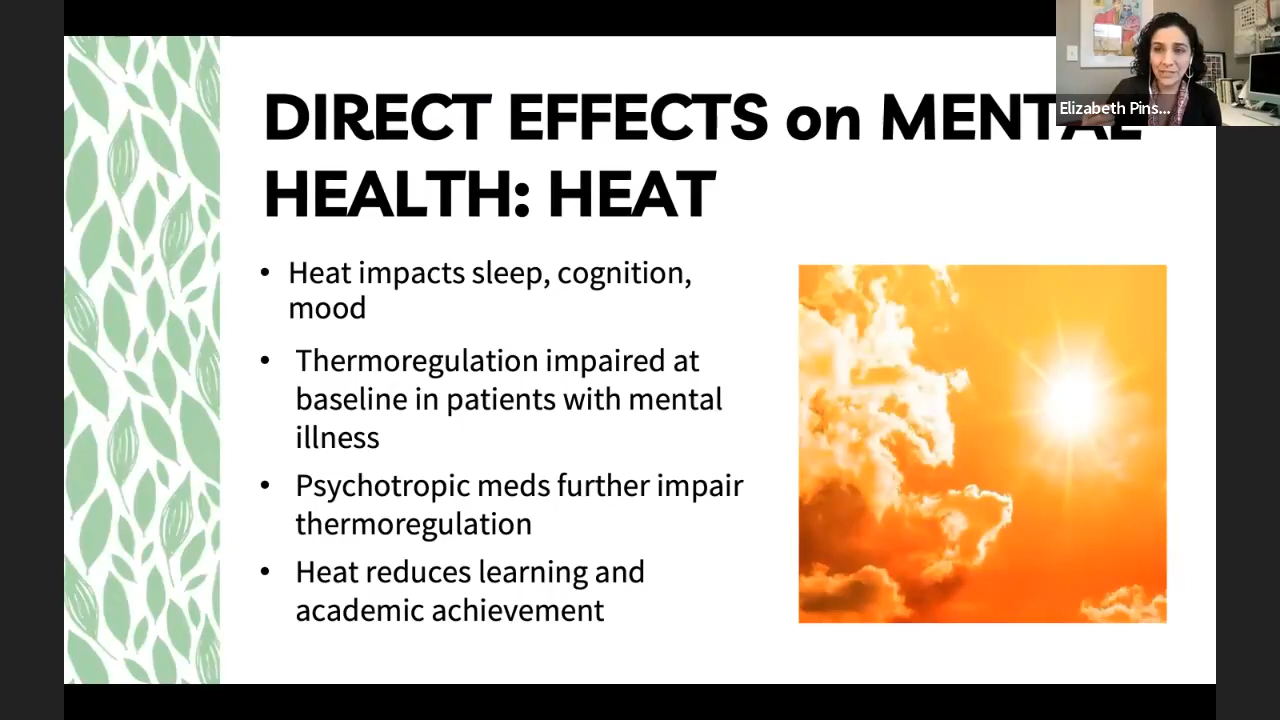 DIRECT EFFECTS on MENTAL
HEALTH: HEAT
Elizabeth Pins...
• Heat impacts sleep, cognition,
mood
• Thermoregulation impaired at
baseline in patients with mental
illness
• Psychotropic meds further impair
thermoregulation
• Heat reduces learning and
academic achievement